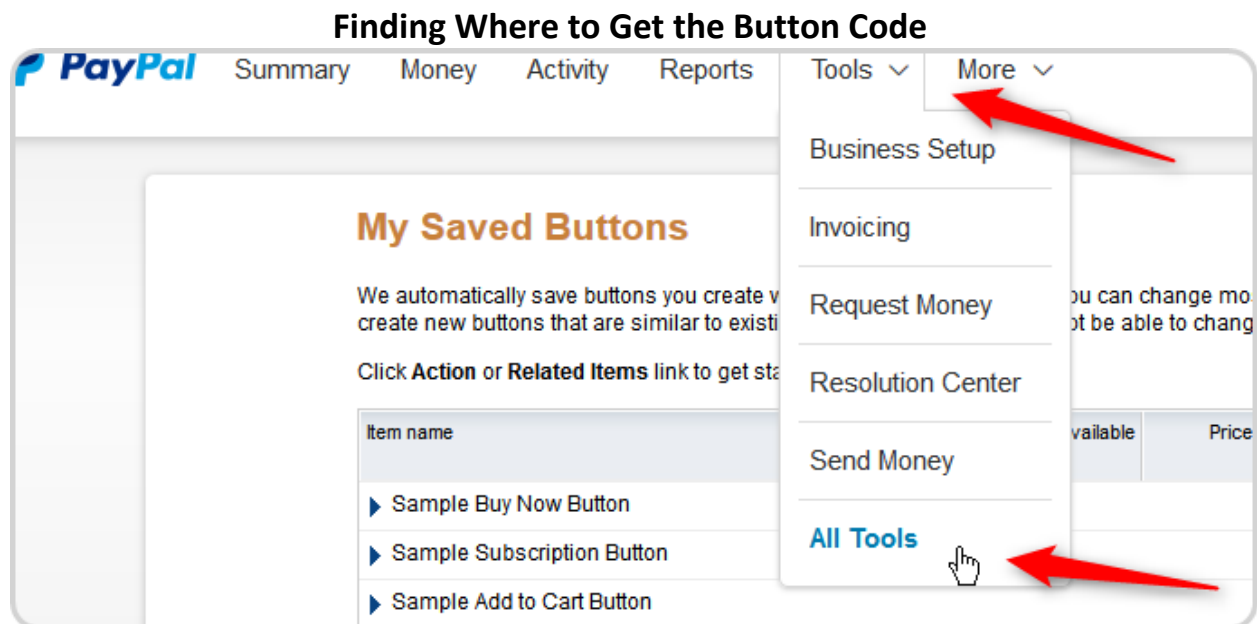 Finding Where to Get the Button Code
PayPal Summary Money Activity Reports Tools More
Business Setup
Invoicing
Request Money
Resolution Center
Send Money
All Tools
My Saved Buttons
We automatically save buttons you create
ou can change mo
create new buttons that are similar to existi
ot be able to chang
Click Action or Related Items link to get sta
Item name
vailable Price
Sample Buy Now Button
Sample Subscription Button
Sample Add to Cart Button